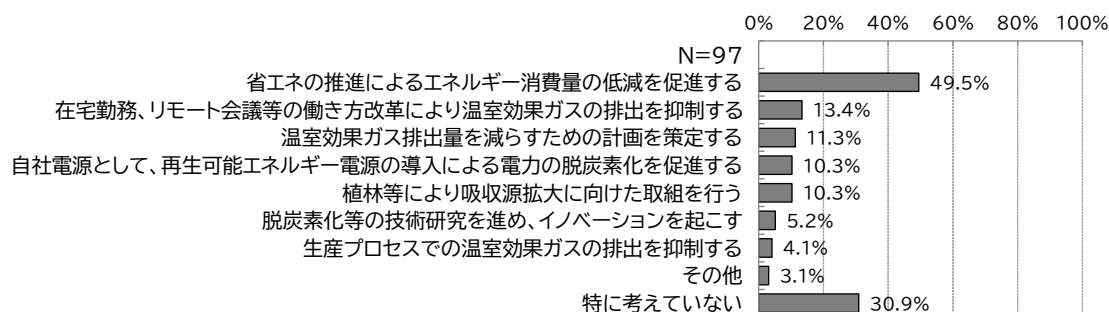 0% 20% 40% 60% 80% 100%
N=97
省エネの推進によるエネルギー消費量の低減を促進する 49.5%
在宅勤務、リモート会議等の働き方改革により温室効果ガスの排出を抑制する 13.4%
温室効果ガス排出量を減らすための計画を策定する 11.3%
自社電源として、再生可能エネルギー電源の導入による電力の脱炭素化を促進する 10.3%
植林等により吸収源拡大に向けた取組を行う 10.3%
脱炭素化等の技術研究を進め、イノベーションを起こす 5.2%
生産プロセスでの温室効果ガスの排出を抑制する 4.1%
その他 3.1%
特に考えていない 30.9%